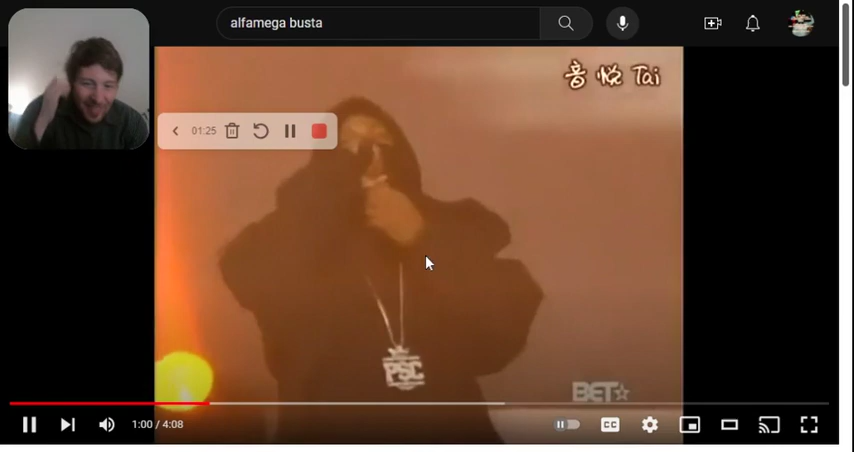 alfamega busta
音悦Tai
01:25
PSC
BET
1:00 / 4:08
CC